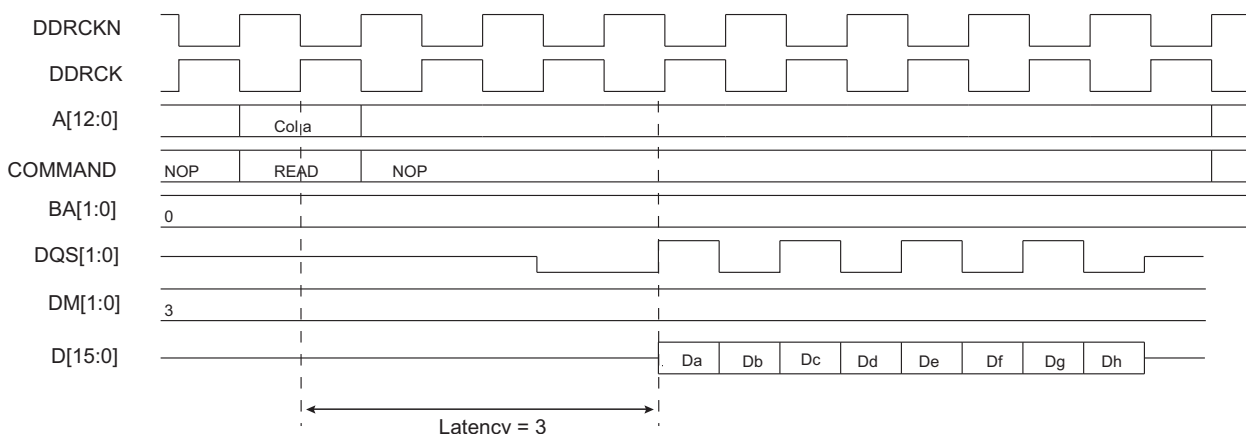 DDRCKN
DDRCK
A[12:0]
Col a
COMMAND
NOP READ NOP
BA[1:0]
0
DQS[1:0]
DM[1:0]
3
D[15:0]
Da Db Dc Dd De Df Dg Dh
Latency = 3